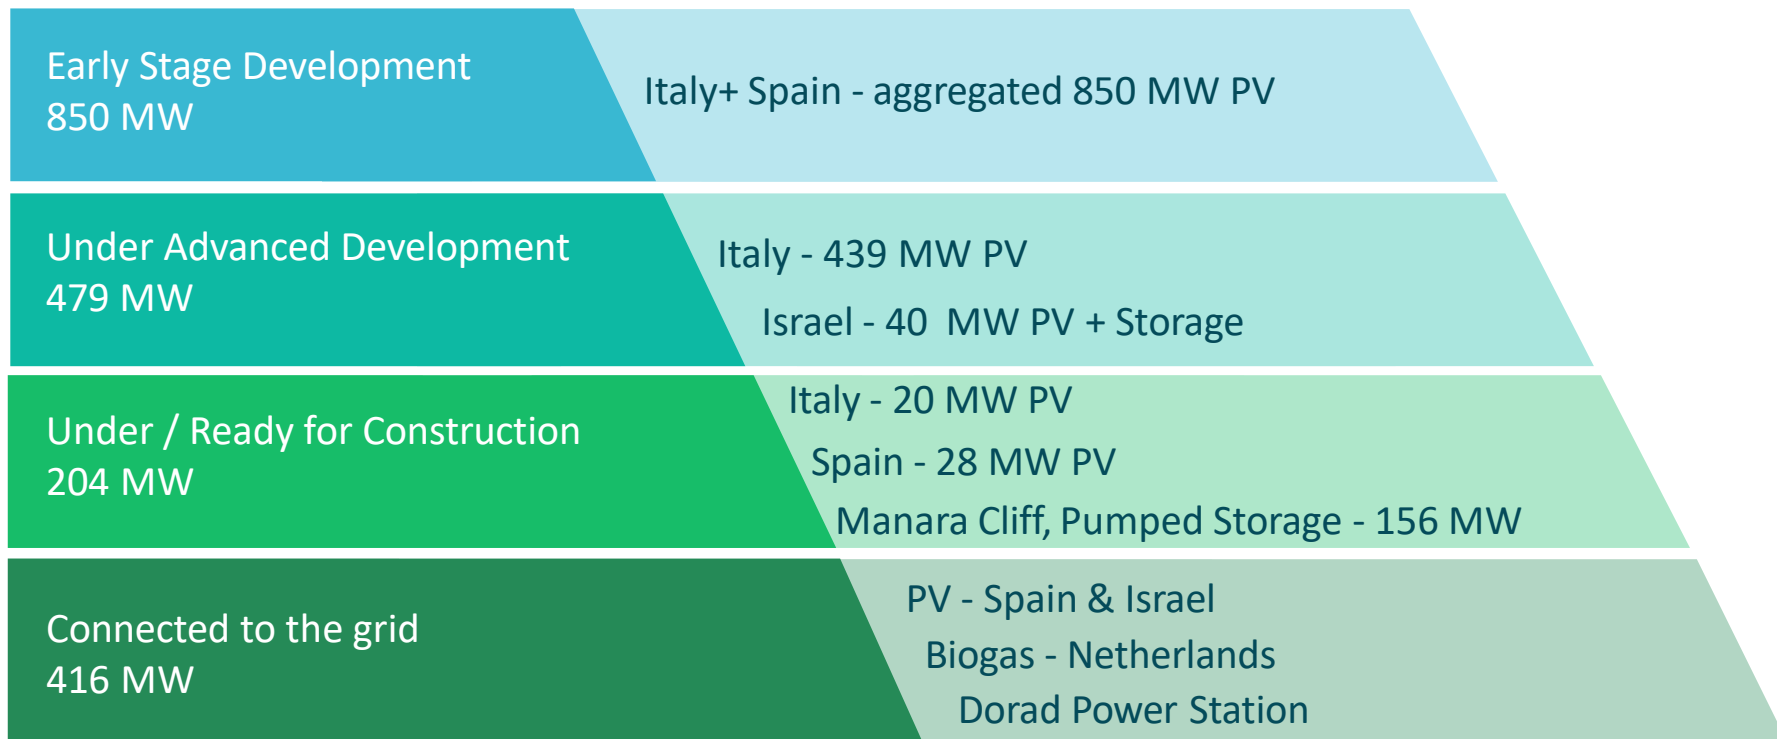 Early Stage Development
850 MW
Italy+ Spain - aggregated 850 MW PV
Under Advanced Development
479 MW
Italy - 439 MW PV
Israel - 40  MW PV + Storage
Under / Ready for Construction
204 MW
Italy - 20 MW PV
Spain - 28 MW PV
Manara Cliff, Pumped Storage - 156 MW
Connected to the grid
416 MW
PV - Spain & Israel
Biogas - Netherlands
Dorad Power Station